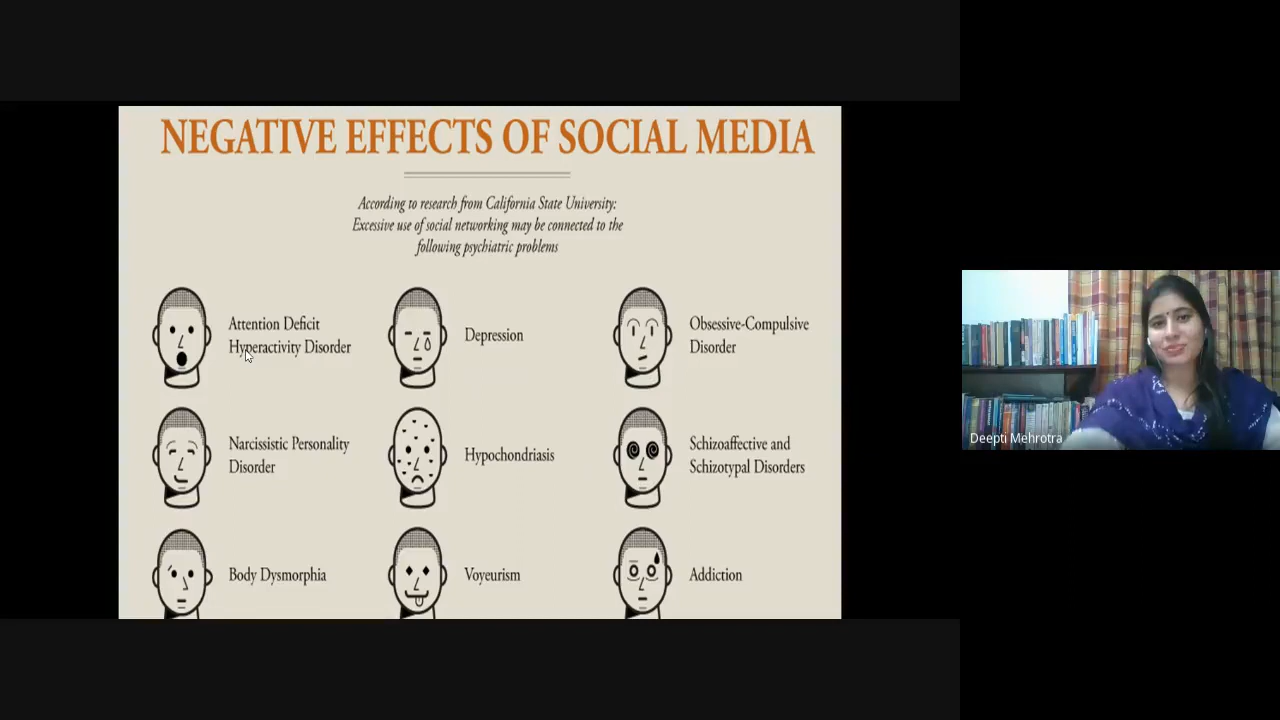 NEGATIVE EFFECTS OF SOCIAL MEDIA
According to research from California State University:
Excessive use of social networking may be connected to the
following psychiatric problems
Attention Deficit
Hyperactivity Disorder
Depression
Obsessive-Compulsive
Disorder
Narcissistic Personality
Disorder
Hypochondriasis
Schizoaffective and
Schizotypal Disorders
Body Dysmorphia
Voyeurism
Addiction
Deepti Mehrotra